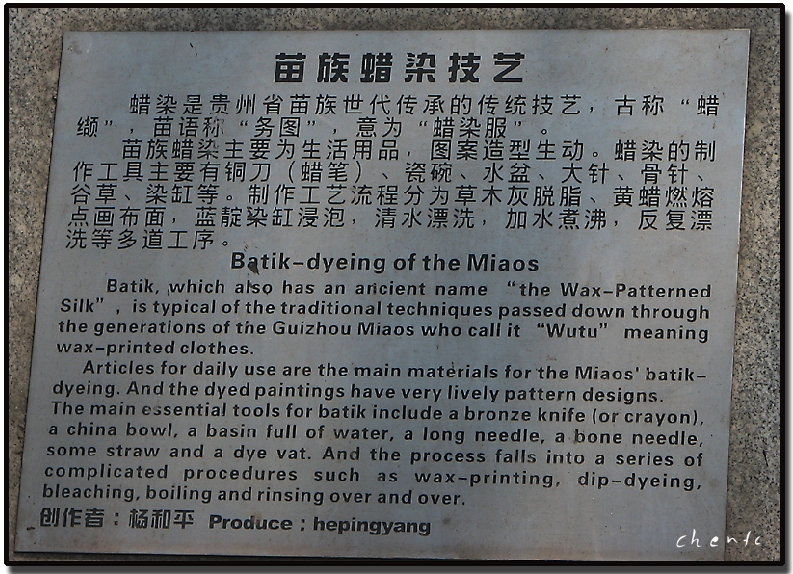 苗族蜡染技艺
蜡染是贵州省苗族世代传承的传统技艺，古称“蜡
缬”，苗语称“务图”，意为“蜡染服”。
苗族蜡染主要为生活用品，图案造型生动。蜡染的制
作工具主要有铜刀（蜡笔）、瓷碗、水盆、大针、骨针、
谷草、染缸等。制作工艺流程分为草木灰脱脂、黄蜡燃熔
点画布面，蓝靛染缸浸泡，清水漂洗，加水煮沸，反复漂
洗等多道工序。
Batik-dyeing of the Miaos
Batik, which also has an ancient name “the Wax-Patterned
Silk”, is typical of the traditional techniques passed down through
the generations of the Guizhou Miaos who call it “Wutu” meaning
wax-printed clothes.
Articles for daily use are the main materials for the Miaos' batik-
dyeing. And the dyed paintings have very lively pattern designs.
The main essential tools for batik include a bronze knife (or crayon),
a china bowl, a basin full of water, a long needle, a bone needle,
some straw and a dye vat. And the process falls into a series of
complicated procedures such as wax-printing, dip-dyeing,
bleaching, boiling and rinsing over and over.
创作者：杨和平 Produce : hepingyang
chenfc